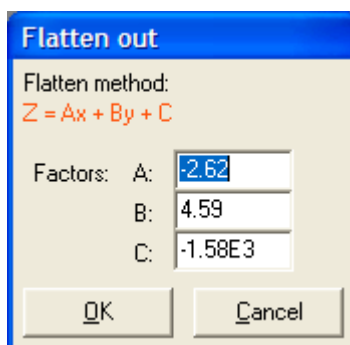 Flatten out
Flatten method:
Z = Ax + By + C
Factors: A: -2.62
B: 4.59
C: -1.58E3
OK Cancel